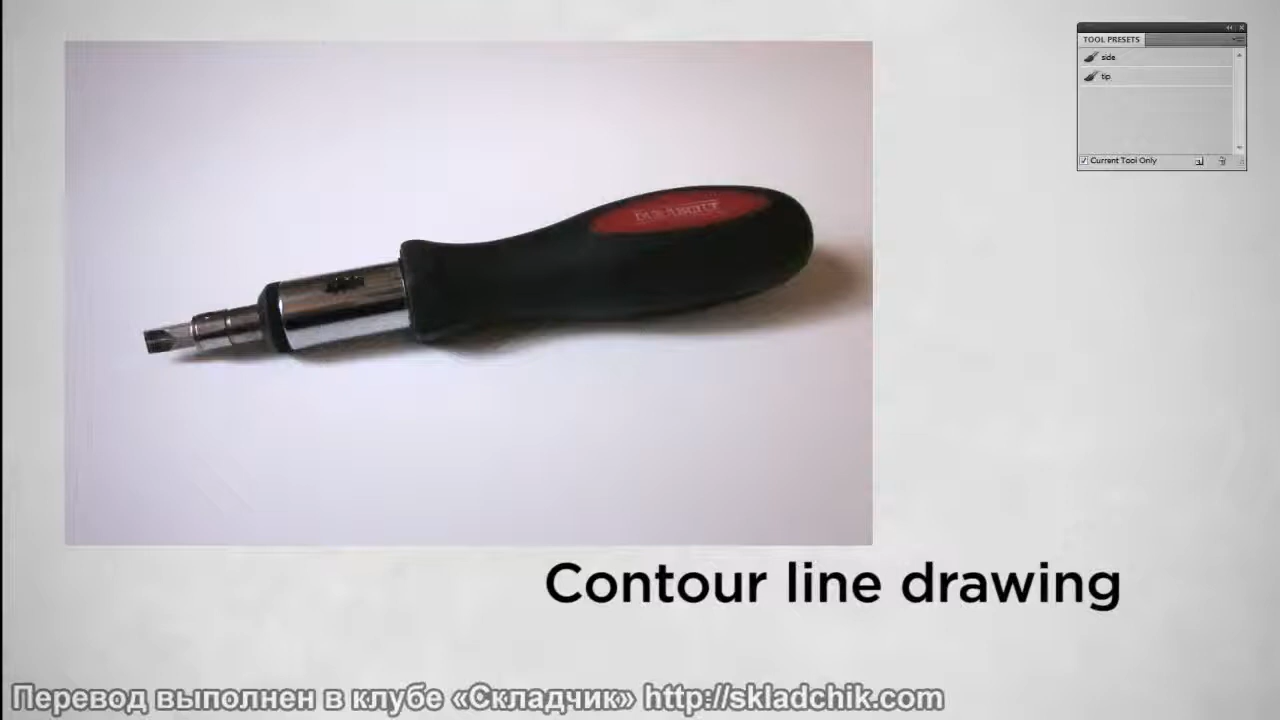 TOOL PRESETS
side
tip
Current Tool Only
Contour line drawing
Перевод выполнен в клубе «Складчик» http://skladchik.com